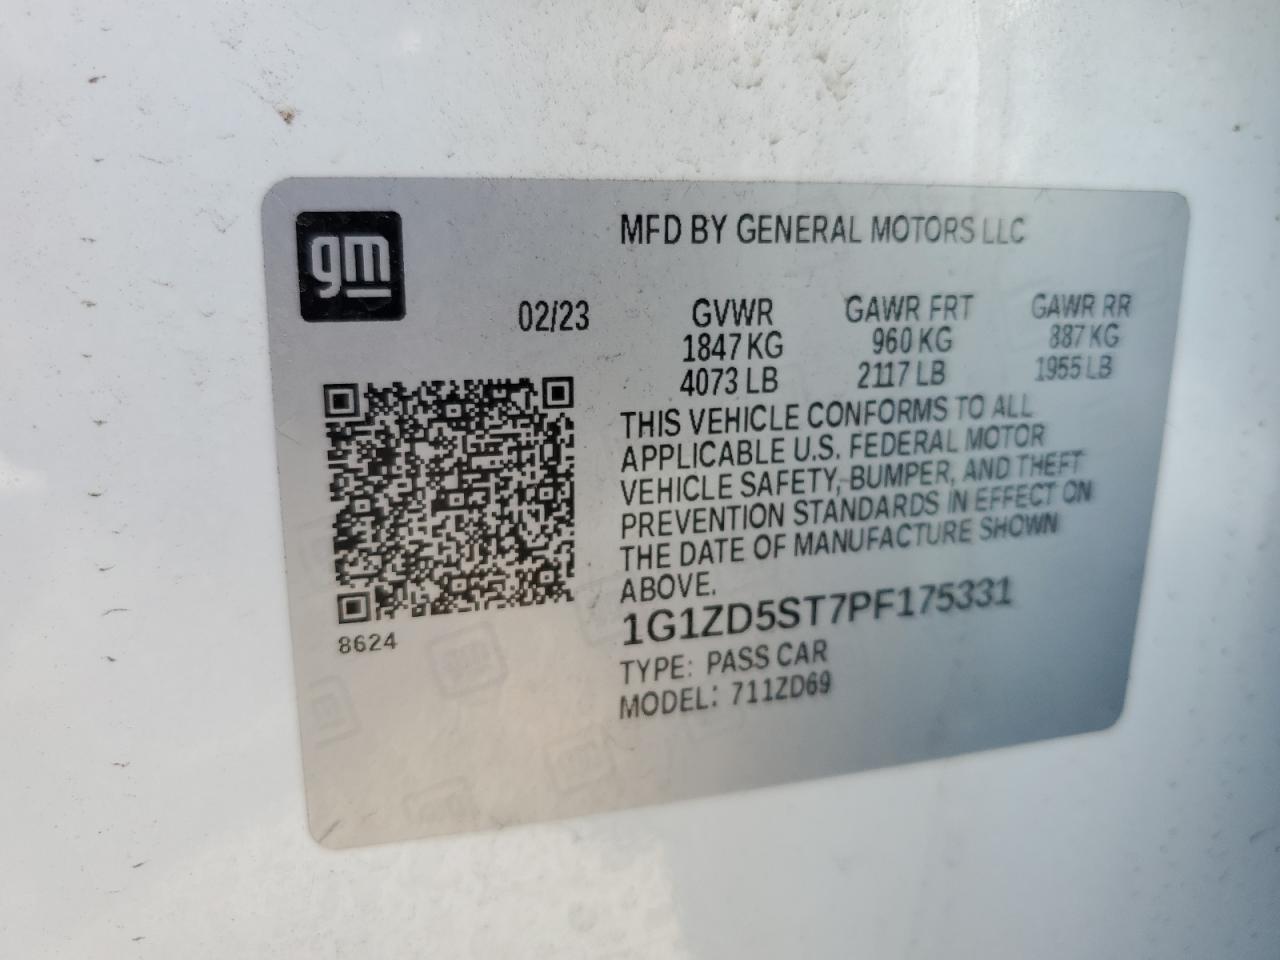 gm
MFD BY GENERAL MOTORS LLC
02/23
GVWR GAWR FRT GAWR RR
1847 KG 960 KG 887 KG
4073 LB 2117 LB 1955 LB
THIS VEHICLE CONFORMS TO ALL
APPLICABLE U.S. FEDERAL MOTOR
VEHICLE SAFETY, BUMPER, AND THEFT
PREVENTION STANDARDS IN EFFECT ON
THE DATE OF MANUFACTURE SHOWN
ABOVE.
1G1ZD5ST7PF175331
TYPE: PASS CAR
MODEL: 711ZD69
8624